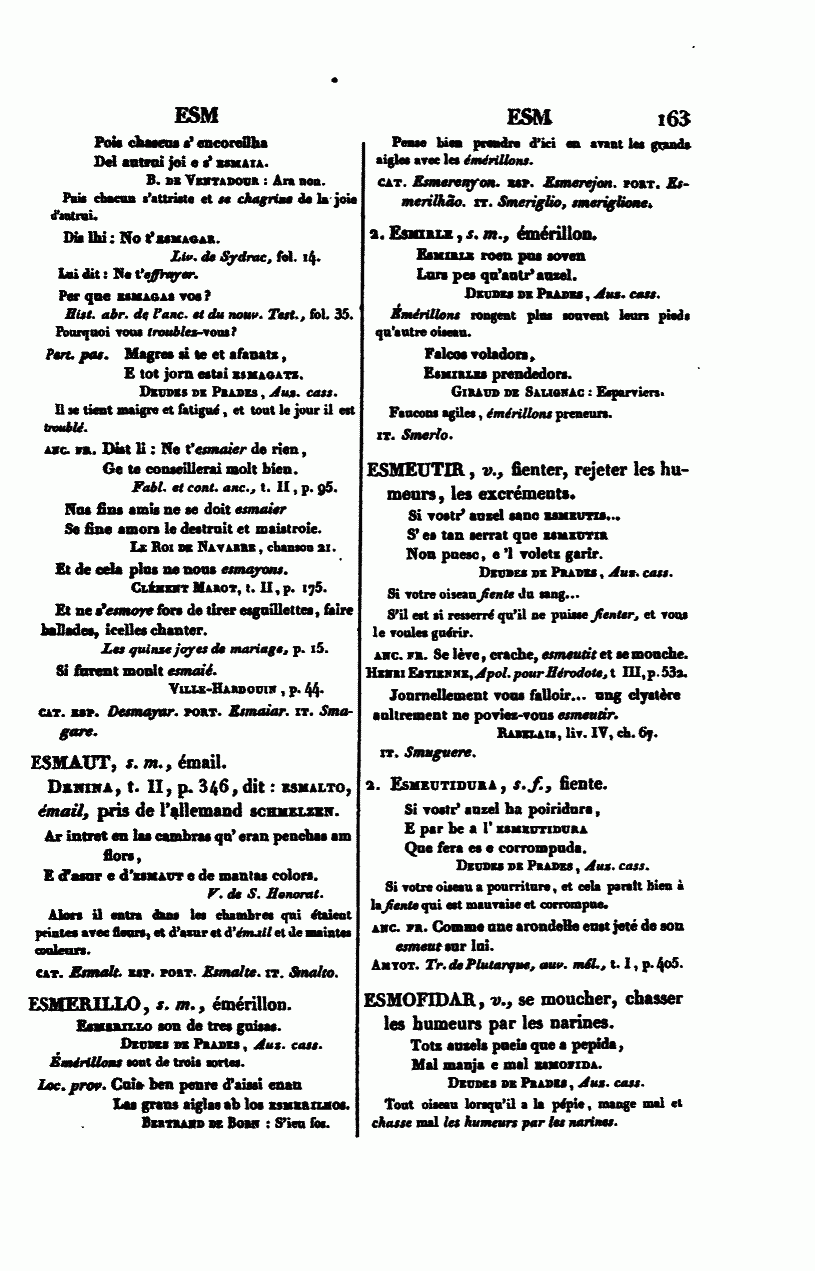 ESM
Pois chascus s' encorollha
Del autrui joi e s' ESMAIA.
B. DE VENTADOUR : Ara non.
Puis chacun s'attriste et se chagrine de la joie
d'autrui.
Dis lhi : No t'ESMAGAR.
Liv. de Sydrac, fol. 14.
Lui dit : Ne t'effrayer.
Per que ESMAGAS vos ?
Hist. abr. de l'anc. et du nouv. Test., fol. 35.
Pourquoi vous troublez-vous ?
Part. pas. Magres si te et afanatz,
E tot jorn estai ESMAGATZ.
DEUDES DE PRADES, Aus. cass.
Il se tient maigre et fatigué, et tout le jour il est
troublé.
ANC. FR. Dist li : Ne t'esmaier de rien,
Ge te conseillerai molt bien.
Fabl. et cont. anc., t. II, p. 95.
Nus fins amis ne se doit esmaier
Se fine amors le destruit et maistroie.
LE ROI DE NAVARRE, chanson 21.
Et de cela plus ne nous esmayons.
CLÉMENT MAROT, t. II, p. 175.
Et ne s'esmoye fors de tirer esguillettes, faire
ballades, icelles chanter.
Les quinze joyes de mariage, p. 15.
Si furent moult esmaié.
VILLE-HARDOUIN, p. 44.
CAT. ESP. Desmayar. PORT. Esmaiar. IT. Sma-
gare.
ESMAUT, s. m., émail.
DENINA, t. II, p. 346, dit : ESMALTO,
émail, pris de l'allemand SCHMELZEN.
Ar intret en las cambras qu' eran penchas am
flors,
E d'asur e d'ESMAUT e de mantas colors.
V. de S. Honorat.
Alors il entra dans les chambres qui étaient
peintes avec fleurs, et d'azur et d'émail et de maintes
couleurs.
CAT. Esmalt. ESP. PORT. Esmalte. IT. Smalto.
ESMERILLO, s. m., émérillon.
ESMERILLO son de tres guisas.
DEUDES DE PRADES, Aus. cass.
Émérillons sont de trois sortes.
Loc. prov. Cuia ben penre d'aissi enan
Las grans aiglas ab los ESMERILHOS.
BERTRAND DE BORN : S'ieu fos.
ESM 163
Pense bien prendre d'ici en avant les grands
aigles avec les émérillons.
CAT. Esmerenyon. ESP. Esmerejon. PORT. Es-
merilhão. IT. Smeriglio, smeriglione.
2. ESMIRLE, s. m., émérillon.
ESMIRLE roen pus soven
Lurs pes qu'autr' auzel.
DEUDES DE PRADES, Aus. cass.
Émérillons rongent plus souvent leurs pieds
qu'autre oiseau.
Falcos voladors,
ESMIRLES prendedors.
GIRAUD DE SALIGNAC : Esparviers.
Faucons agiles, émérillons preneurs.
IT. Smerlo.
ESMEUTIR, v., fienter, rejeter les hu-
meurs, les excréments.
Si vostr' auzel sanc ESMEUTIS...
S' es tan serrat que ESMEUTIR
Non puesc, e 'l voletz garir.
DEUDES DE PRADES, Aus. cass.
Si votre oiseau fiente du sang...
S'il est si resserré qu'il ne puisse fienter, et vous
le voules guérir.
ANC. FR. Se lève, crache, esmeutit et se mouche.
HENRI ESTIENNE, Apol. pour Hérodote, t III, p. 532.
Journellement vous falloir... ung clystère
aultrement ne poviez-vous esmeutir.
RABELAIS, liv. IV, ch. 67.
IT. Smuguere.
2. ESMEUTIDURA, s. f., fiente.
Si vostr' auzel ha poiridura,
E par be a l' ESMEUTIDURA
Que fera es e corrompuda.
DEUDES DE PRADES, Aus. cass.
Si votre oiseau a pourriture, et cela paraît bien à
la fiente qui est mauvaise et corrompue.
ANC. FR. Comme une arondelle eust jeté de son
esmeut sur lui.
AMYOT. Tr. de Plutarque, auv. mél., t. I, p. 405.
ESMOFIDAR, v., se moucher, chasser
les humeurs par les narines.
Totz auzels pueis que a pepida,
Mal manja e mal ESMOFIDA.
DEUDES DE PRADES, Aus. cass.
Tout oiseau lorsqu'il a la pépie, mange mal et
chasse mal les humeurs par les narines.